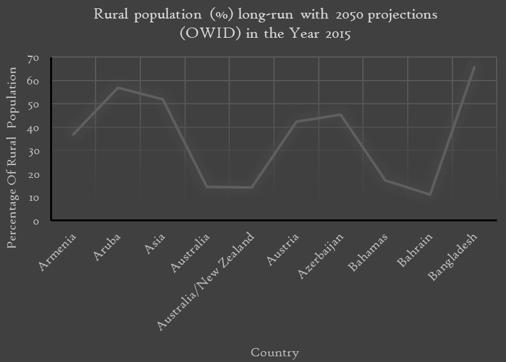 Rural population (%) long-run with 2050 projections
(OWID) in the Year 2015
Percentage Of Rural Population
70
60
50
40
30
20
10
0
Armenia
Aruba
Asia
Australia
Australia/New Zealand
Austria
Azerbaijan
Bahamas
Bahrain
Bangladesh
Country